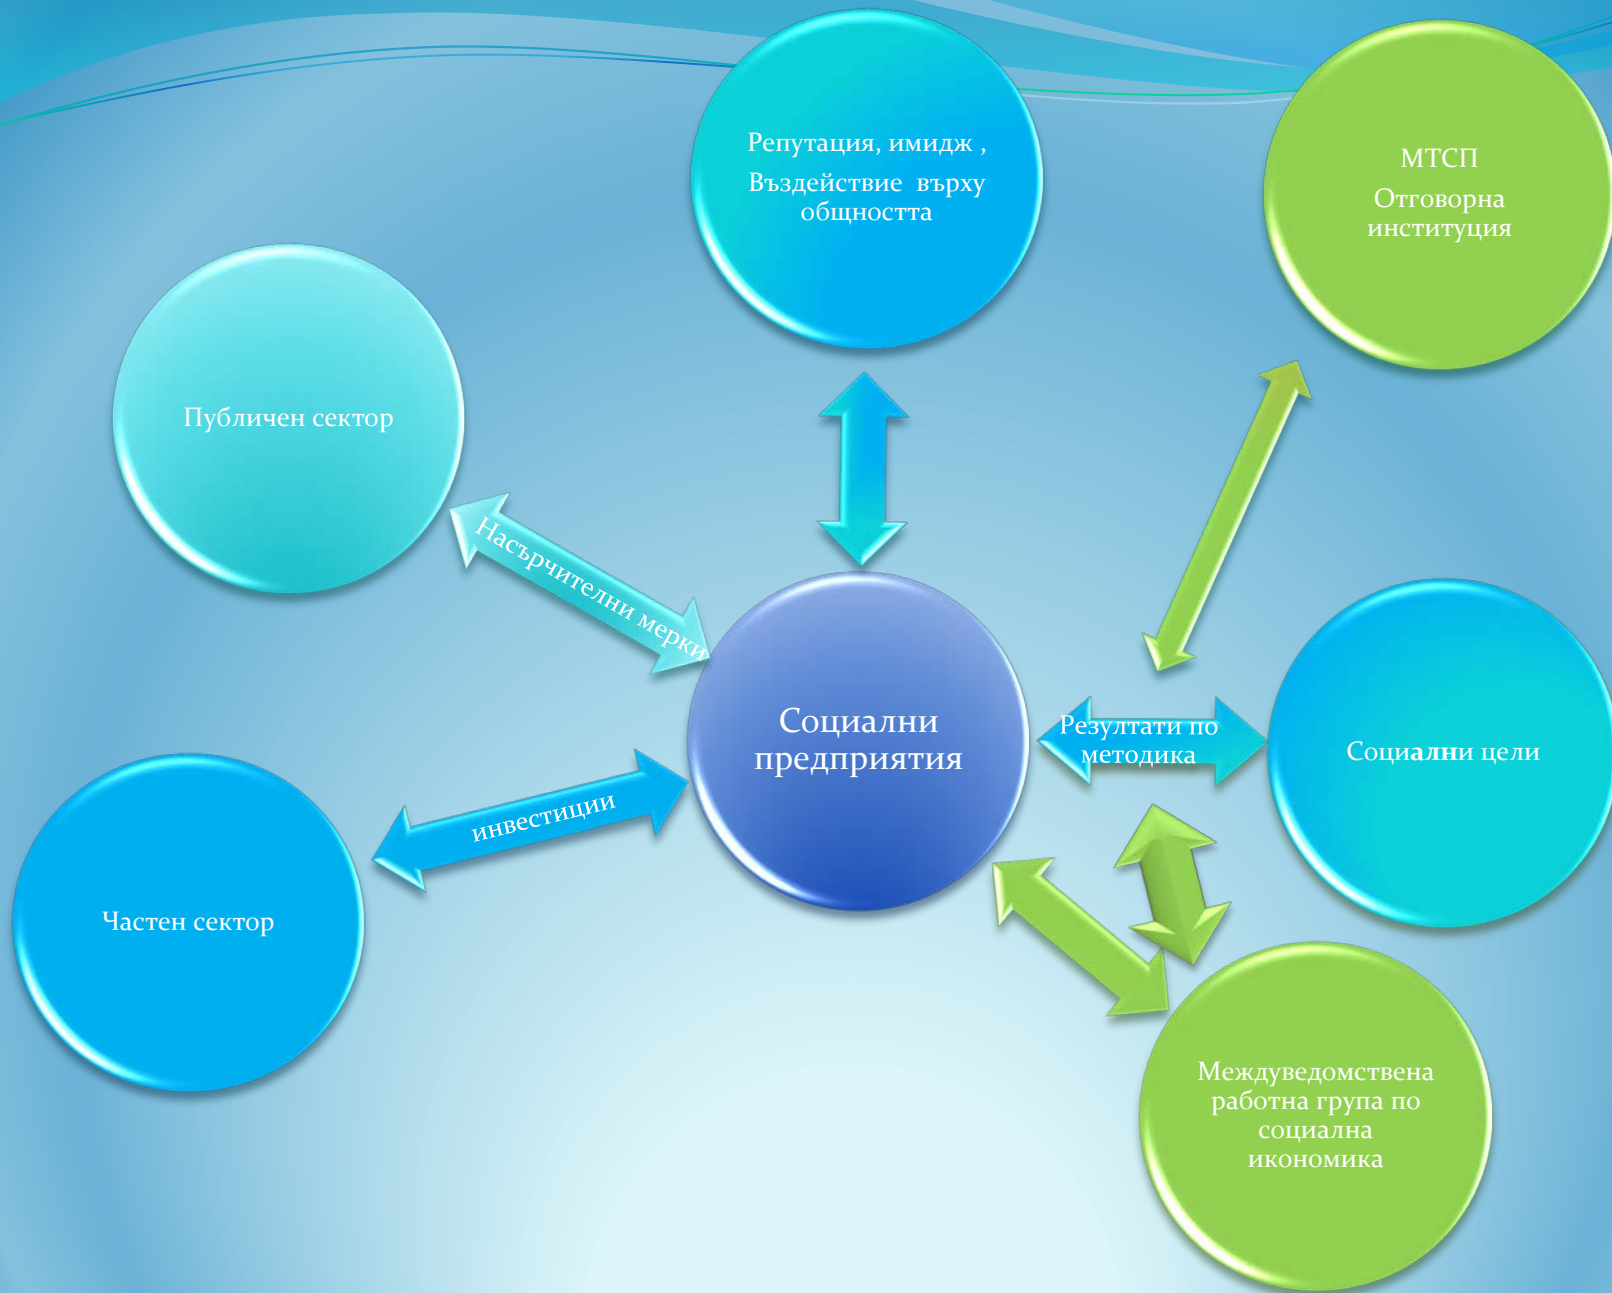 Репутация, имидж ,
Въздействие върху
общността
МТСП
Отговорна
институция
Публичен сектор
Насърчителни мерки
Социални
предприятия
Резултати по
методика
Социални цели
инвестиции
Частен сектор
Междуведомствена
работна група по
социална
икономика